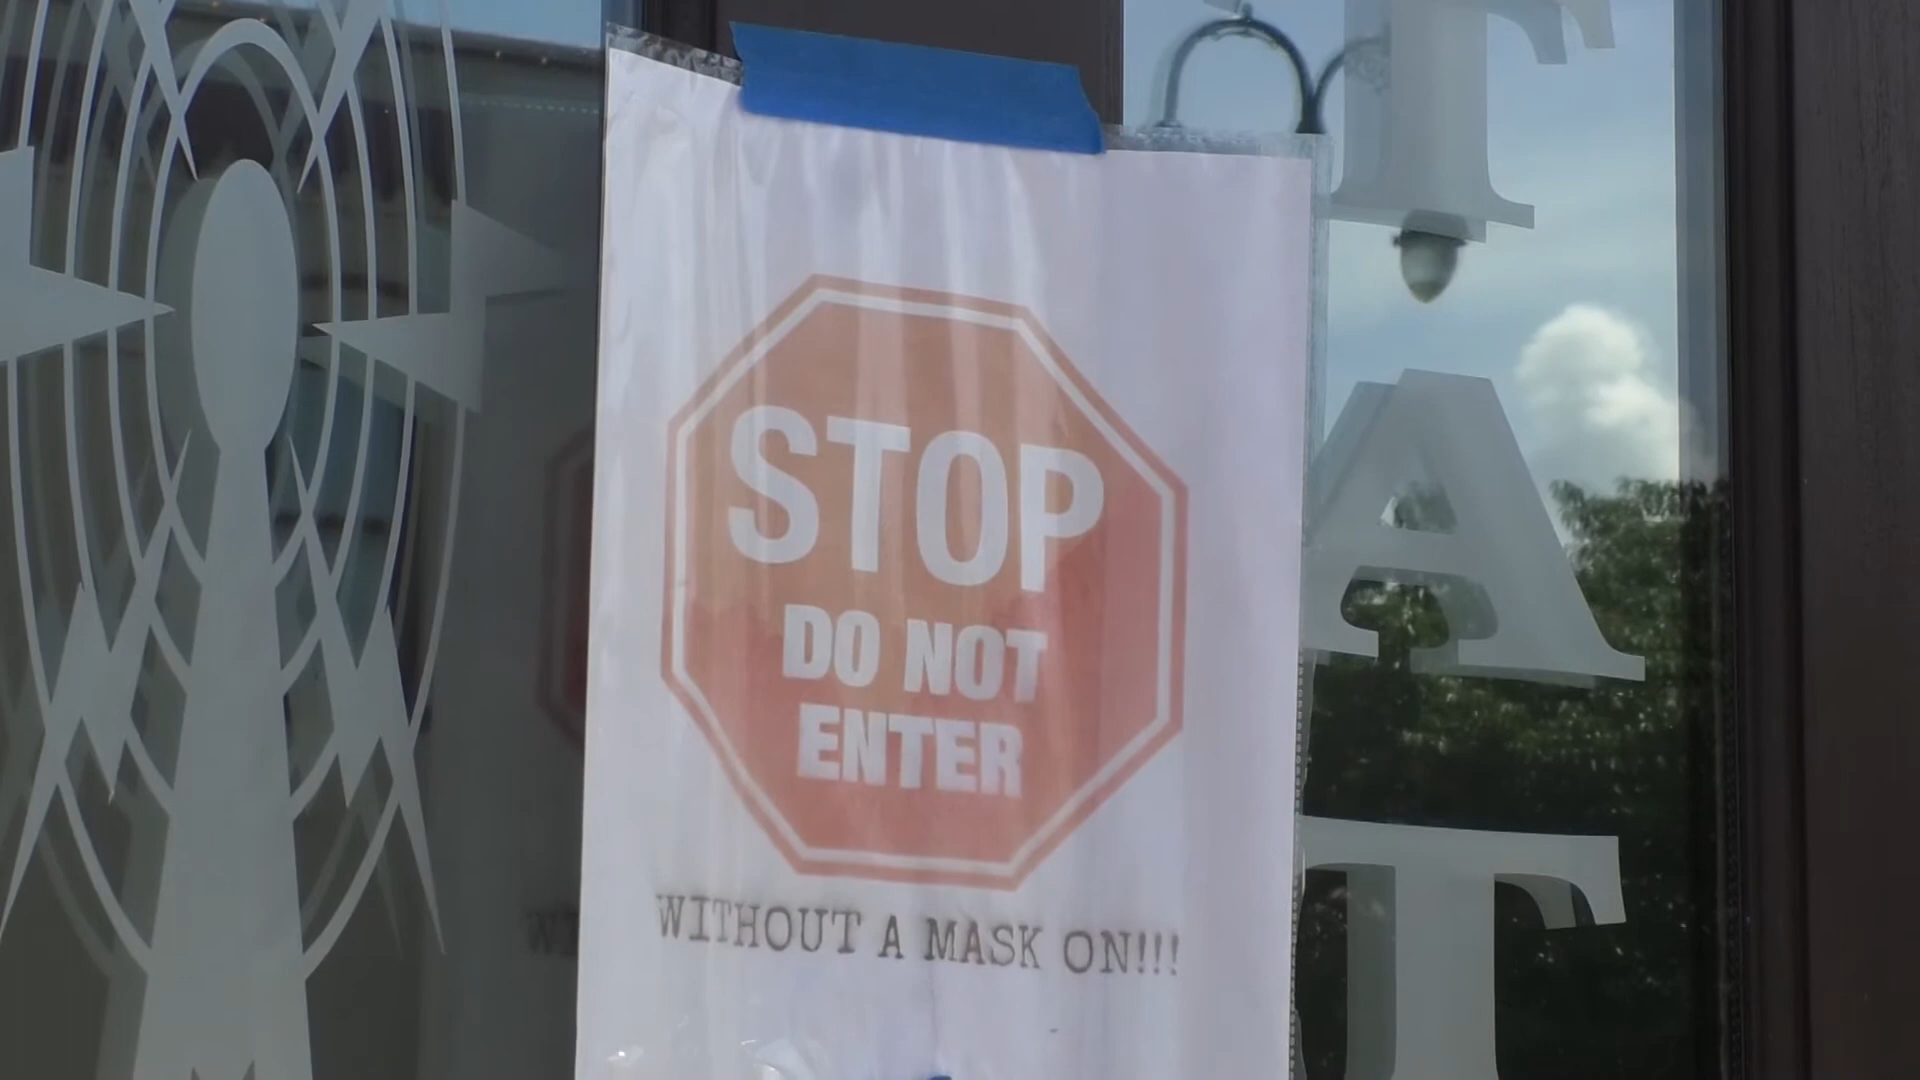 STOP
DO NOT
ENTER
WITHOUT A MASK ON!!!
T
A
T